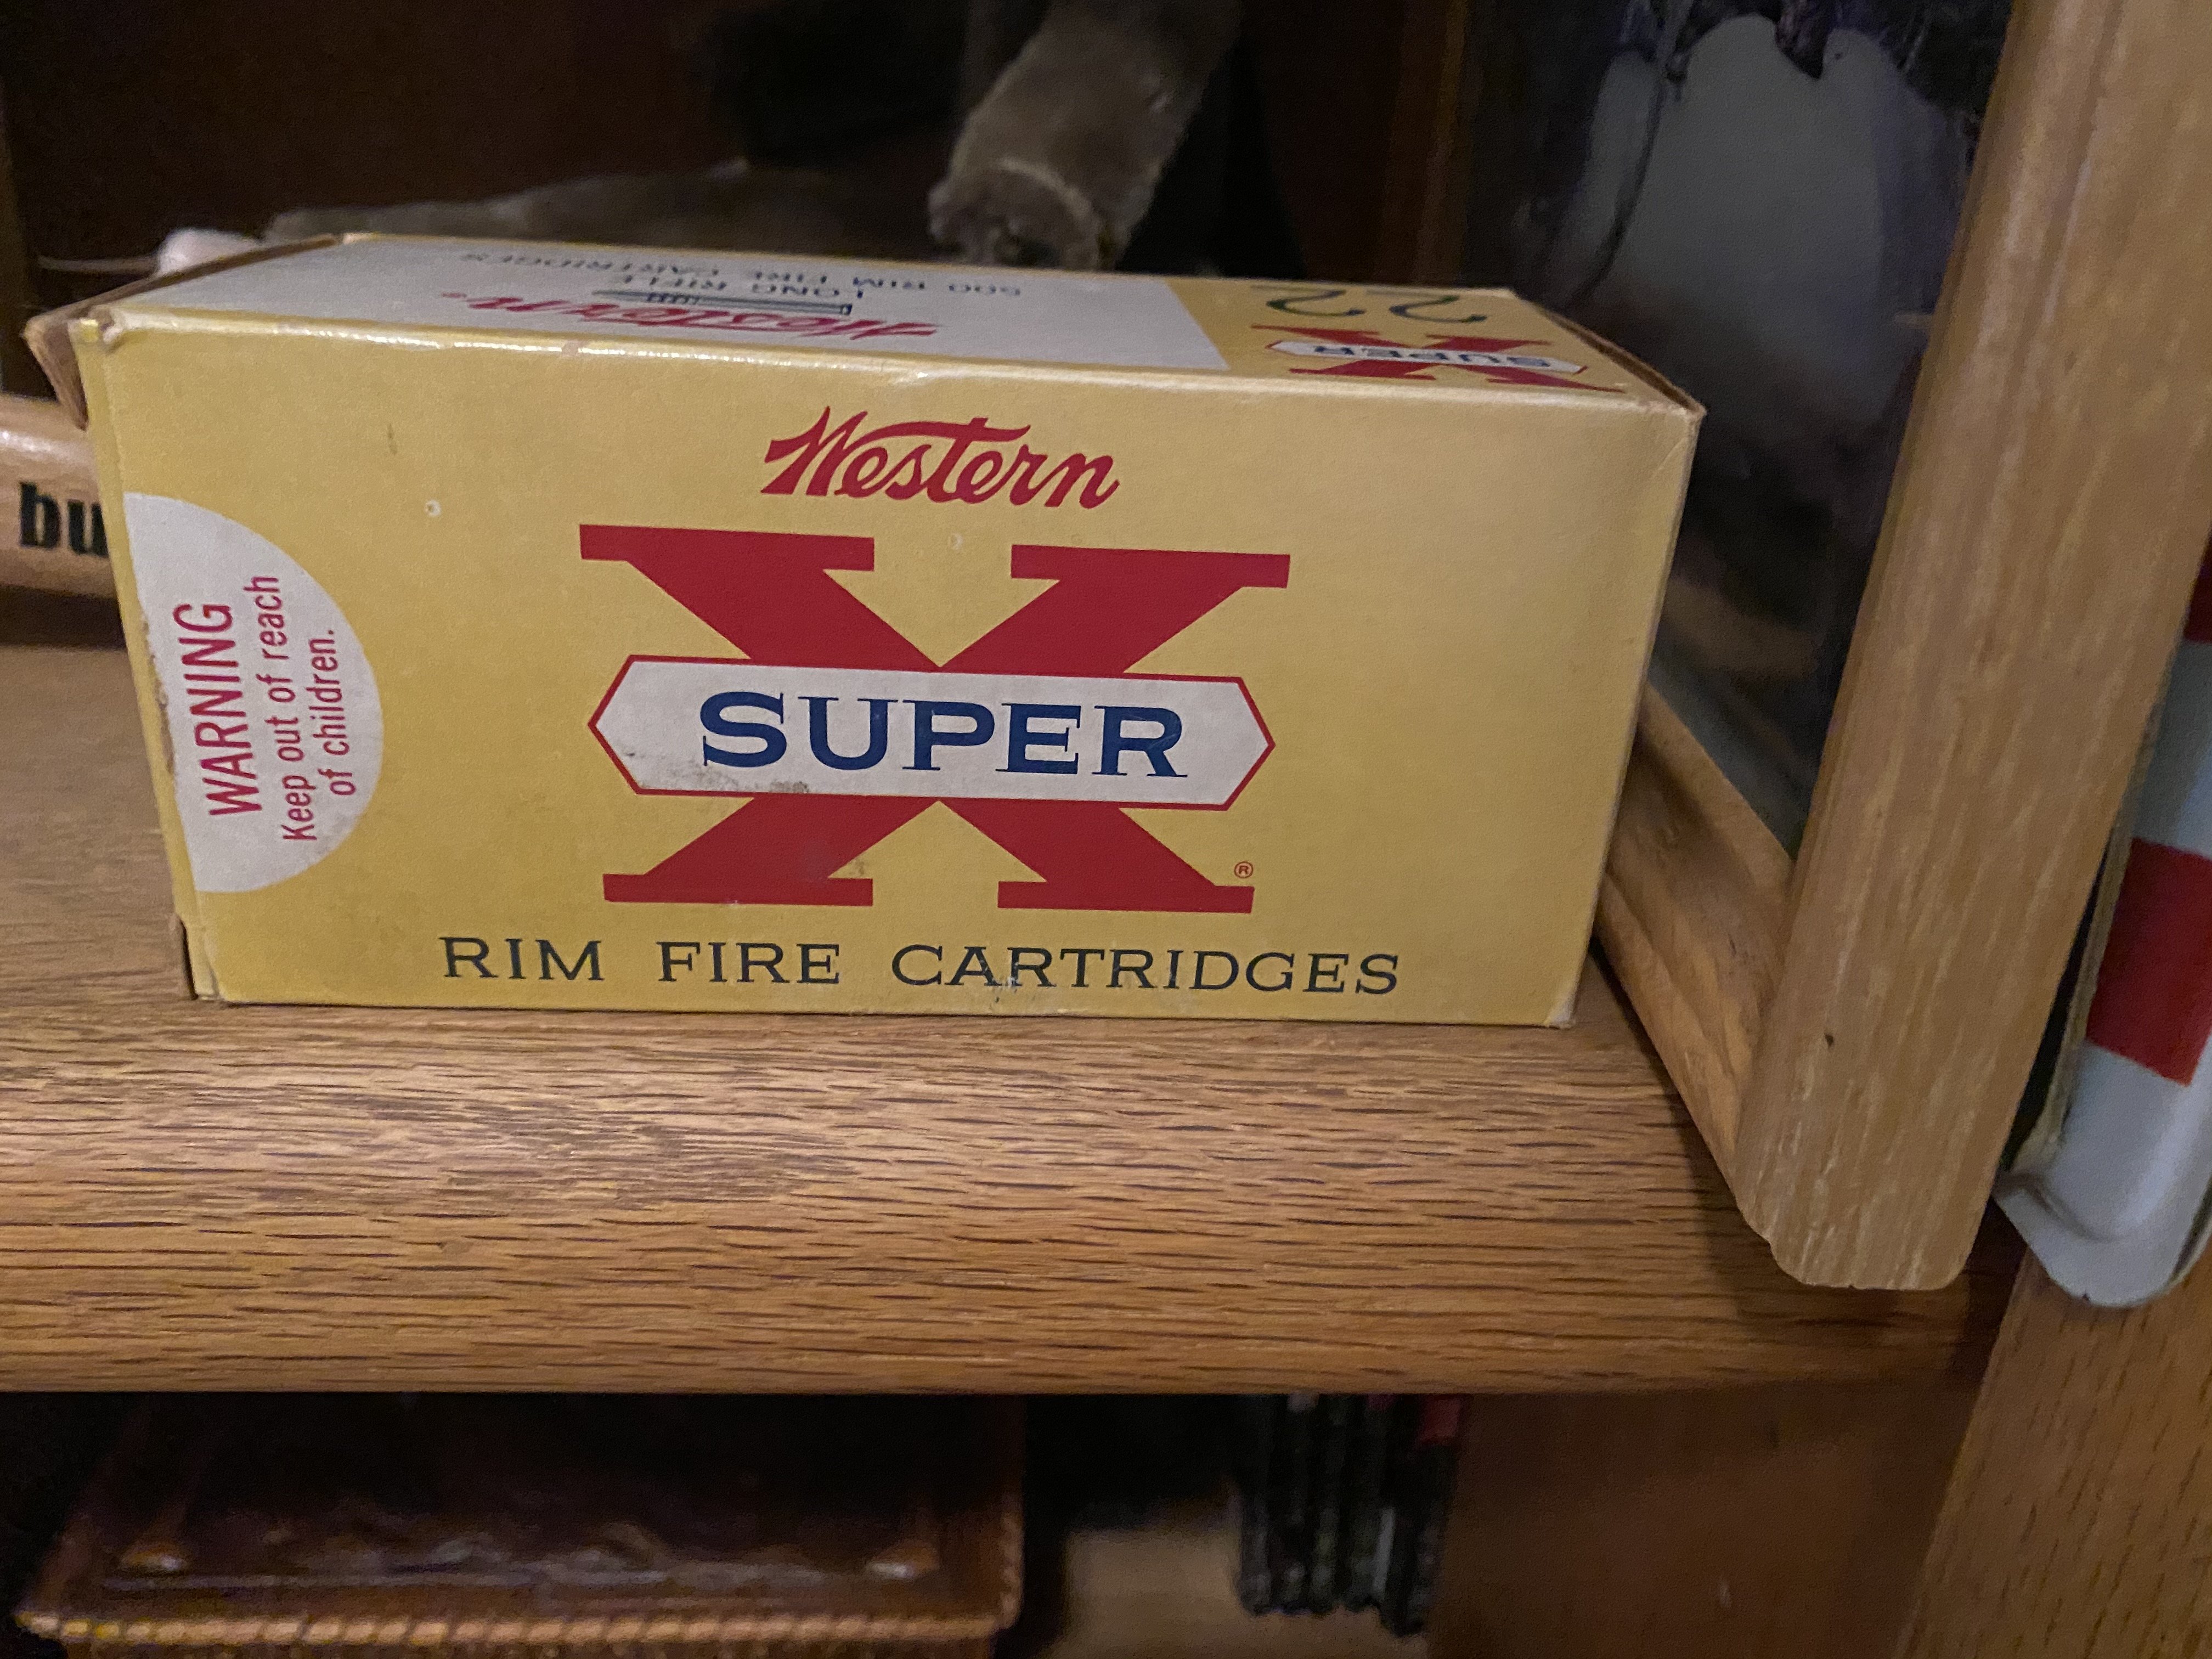 500 RIM FIRE CARTRIDGES
LONG RIFLE
Western®
22
SUPER X
Western
X
SUPER
®
RIM FIRE CARTRIDGES
WARNING
Keep out of reach
of children.
bu